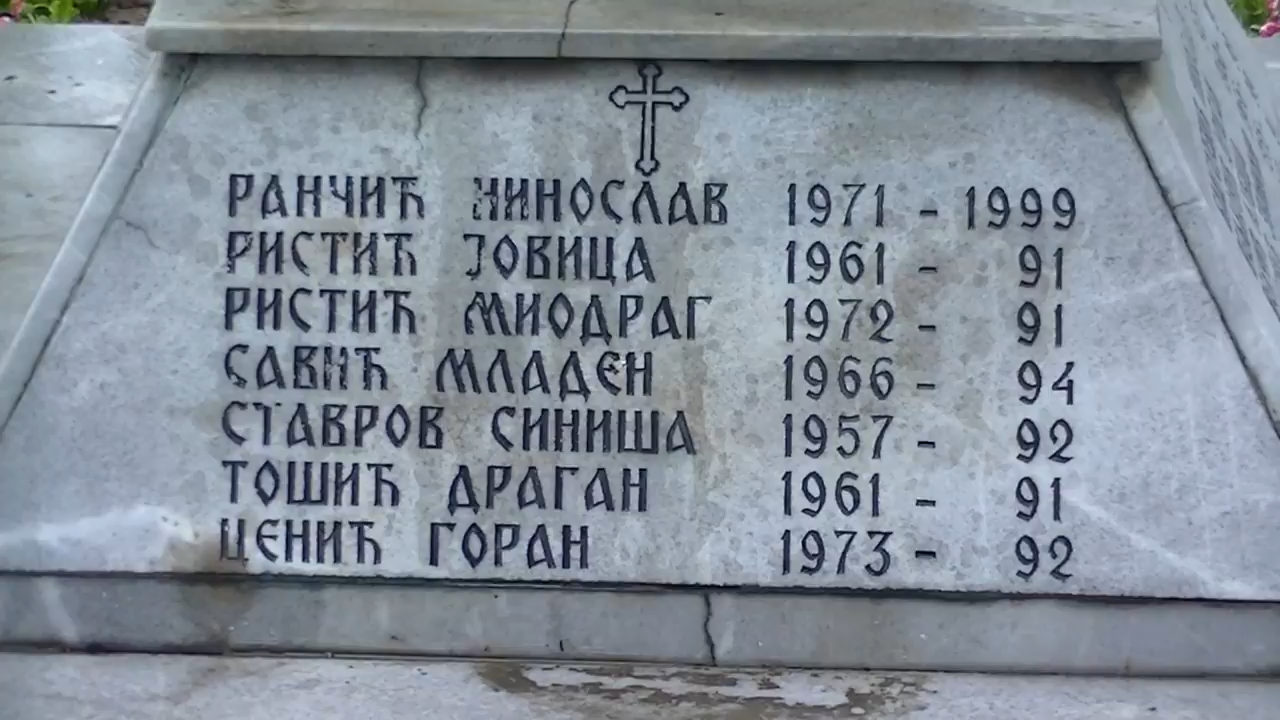 РАНЧИЋ НИНОСЛАВ 1971 - 1999
РИСТИЋ ЈОВИЦА 1961 - 91
РИСТИЋ МИОДРАГ 1972 - 91
САВИЋ МЛАДЕН 1966 - 94
СТАВРОВ СИНИША 1957 - 92
ТОШИЋ ДРАГАН 1961 - 91
ЦЕНИЋ ГОРАН 1973 - 92